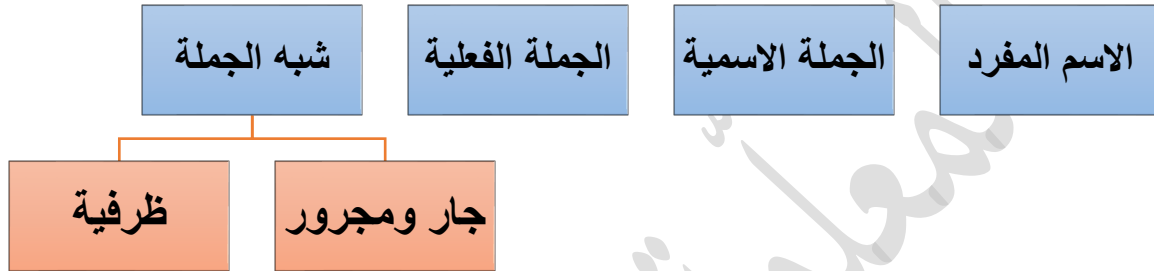 الاسم المفرد
الجملة الاسمية
الجملة الفعلية
شبه الجملة
جار ومجرور
ظرفية